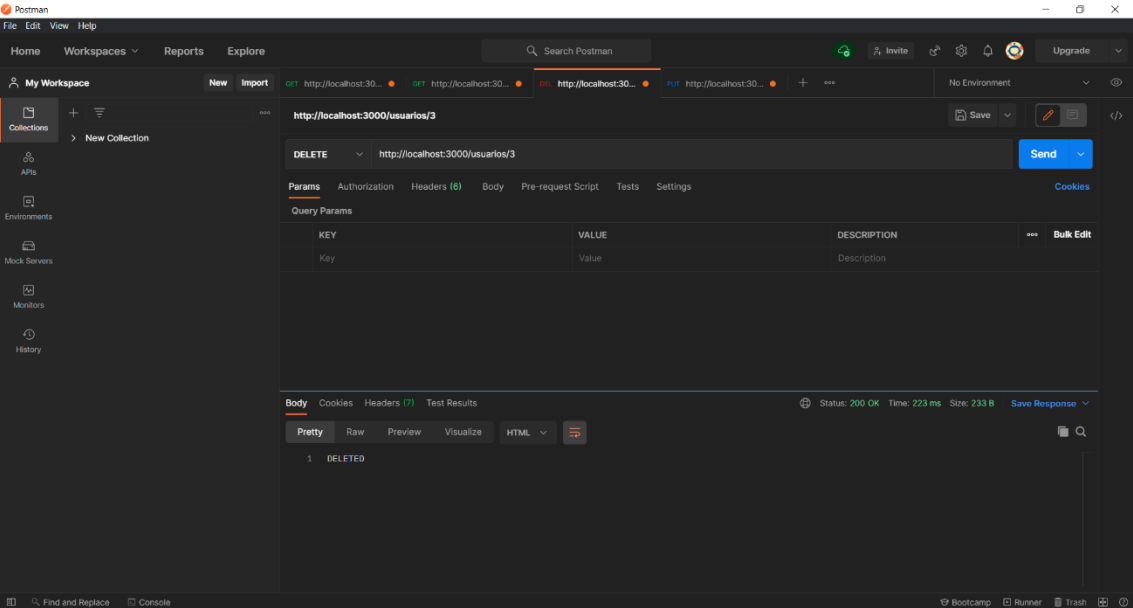 Postman
File Edit View Help
Home Workspaces Reports Explore Search Postman Invite Upgrade
My Workspace New Import GET http://localhost:30... GET http://localhost:30... DEL http://localhost:30... PUT http://localhost:30... No Environment
Collections
New Collection
APIs
Environments
Mock Servers
Monitors
History
http://localhost:3000/usuarios/3 Save
DELETE http://localhost:3000/usuarios/3 Send
Params Authorization Headers (6) Body Pre-request Script Tests Settings Cookies
Query Params
KEY VALUE DESCRIPTION Bulk Edit
Key Value Description
Body Cookies Headers (7) Test Results Status: 200 OK Time: 223 ms Size: 233 B Save Response
Pretty Raw Preview Visualize HTML
1 DELETED
Find and Replace Console Bootcamp Runner Trash